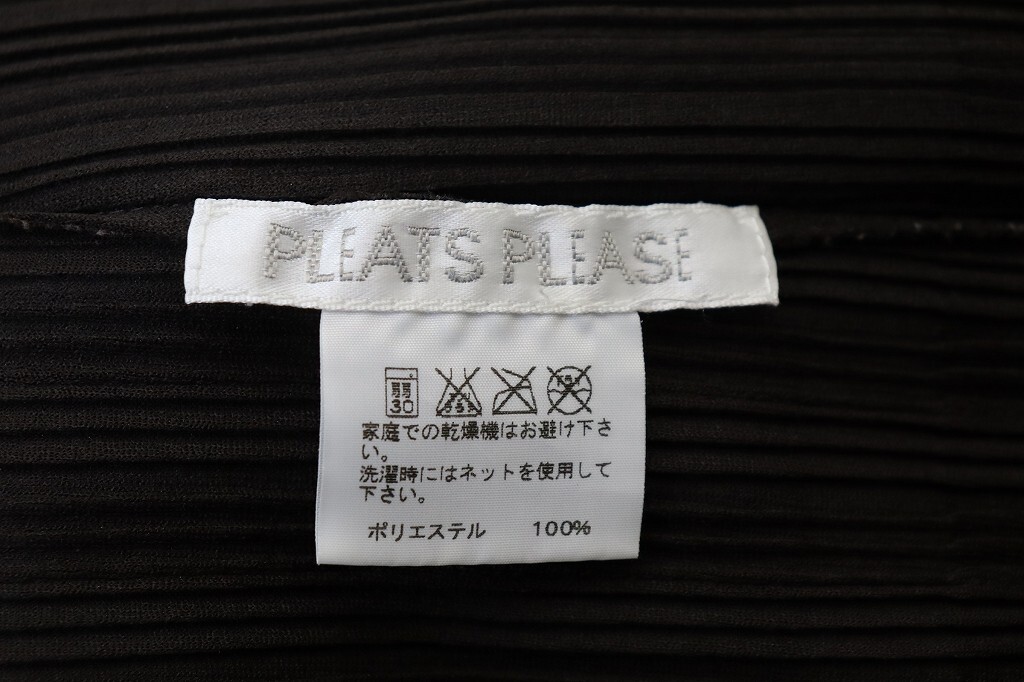 PLEATS PLEASE
弱
30
家庭での乾燥機はお避け下さ
い。
洗濯時にはネットを使用して
下さい。
ポリエステル 100%